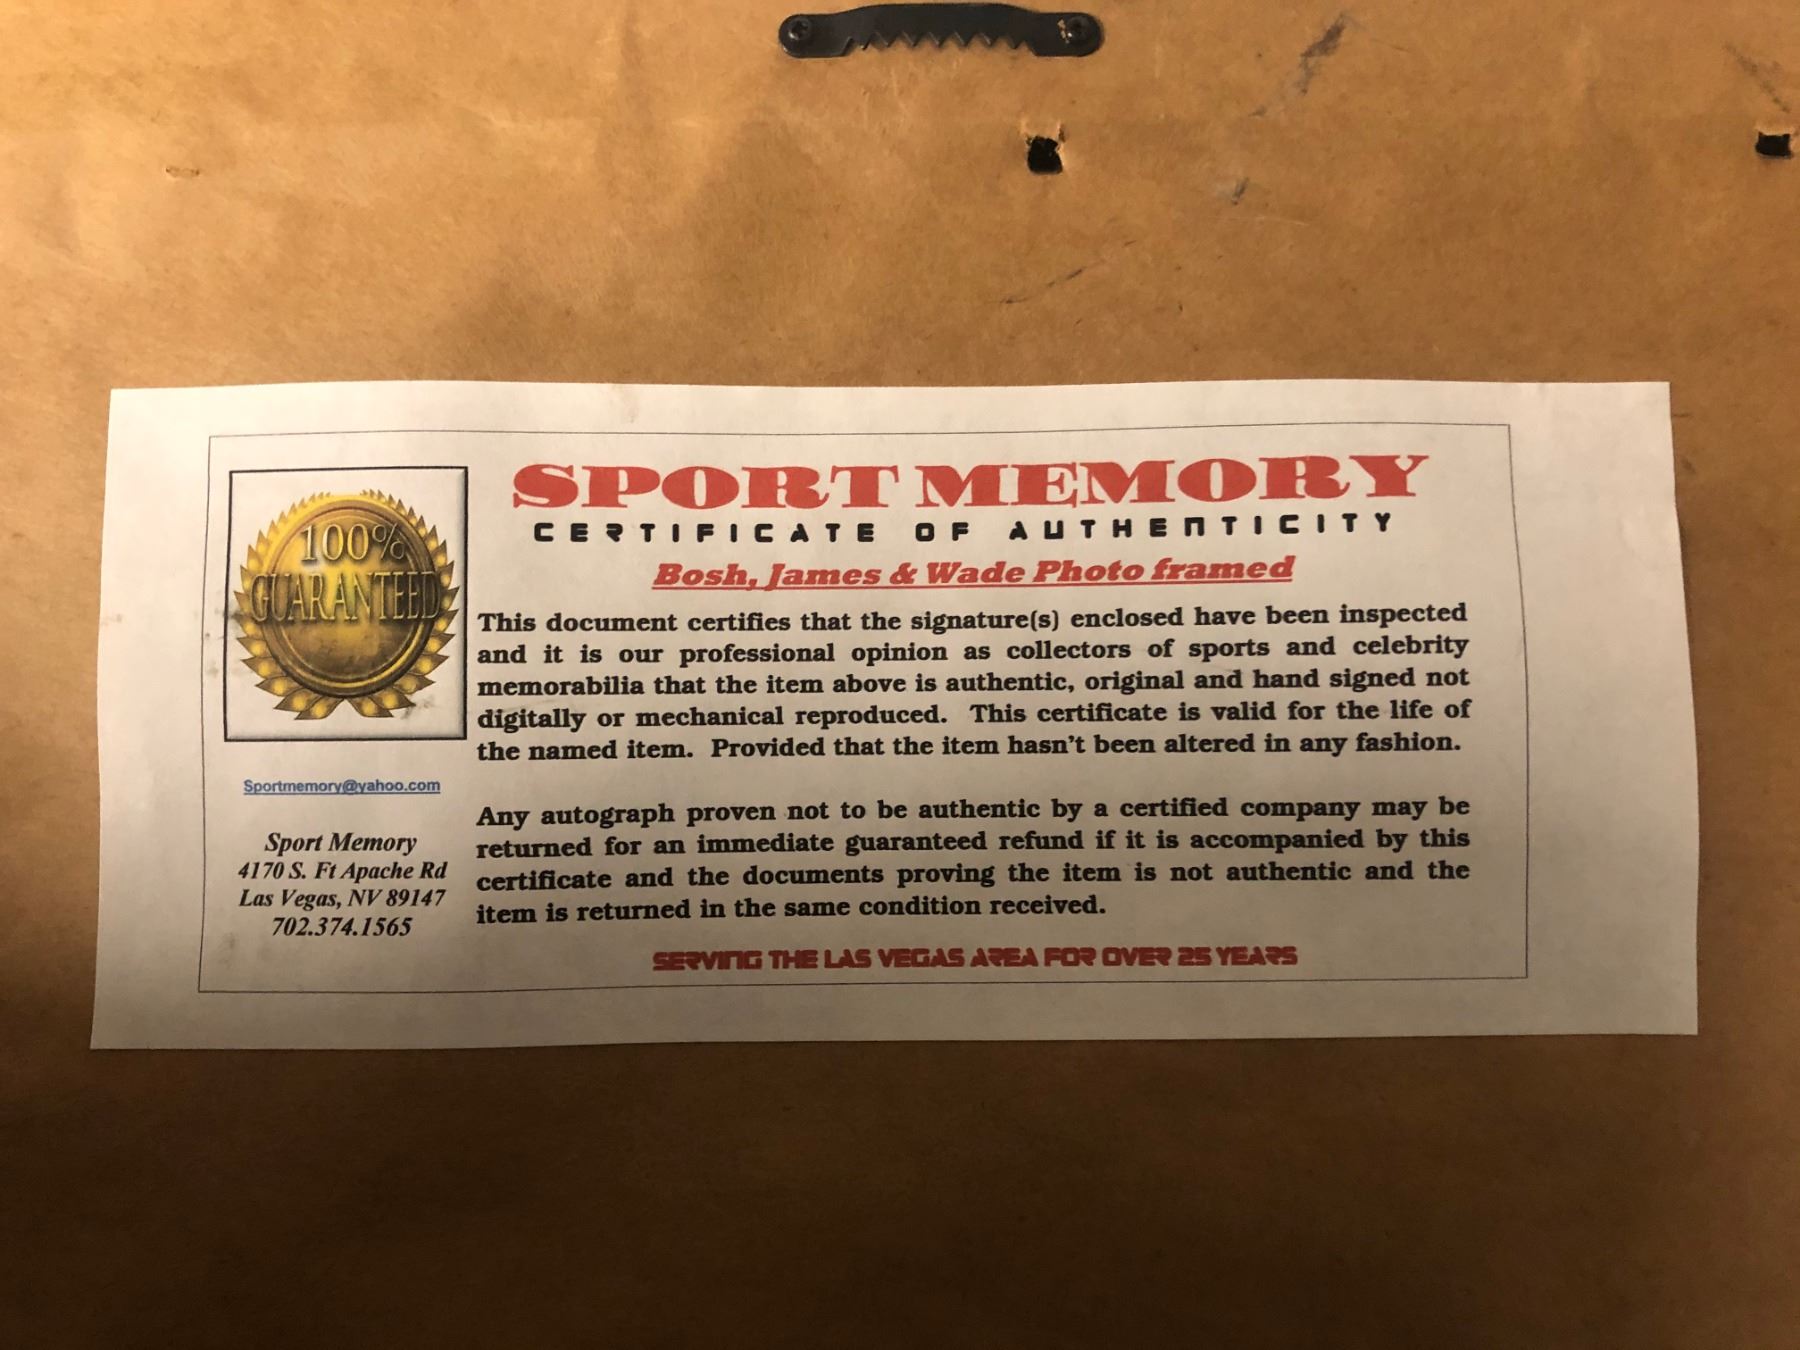 SPORT MEMORY
CERTIFICATE OF AUTHENTICITY
Bosh, James & Wade Photo framed
100%
GUARANTEED
This document certifies that the signature(s) enclosed have been inspected
and it is our professional opinion as collectors of sports and celebrity
memorabilia that the item above is authentic, original and hand signed not
digitally or mechanical reproduced. This certificate is valid for the life of
the named item. Provided that the item hasn't been altered in any fashion.
Sportmemory@yahoo.com
Sport Memory
4170 S. Ft Apache Rd
Las Vegas, NV 89147
702.374.1565
Any autograph proven not to be authentic by a certified company may be
returned for an immediate guaranteed refund if it is accompanied by this
certificate and the documents proving the item is not authentic and the
item is returned in the same condition received.
SERVING THE LAS VEGAS AREA FOR OVER 25 YEARS